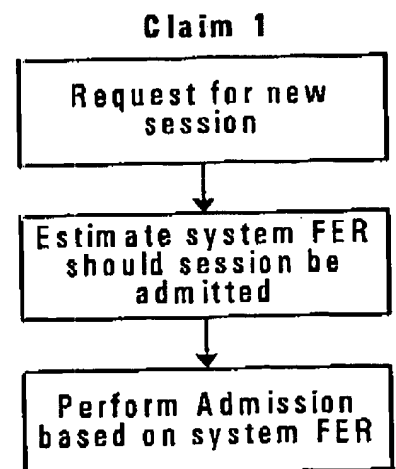 Claim 1
Request for new
session
Estimate system FER
should session be
admitted
Perform Admission
based on system FER